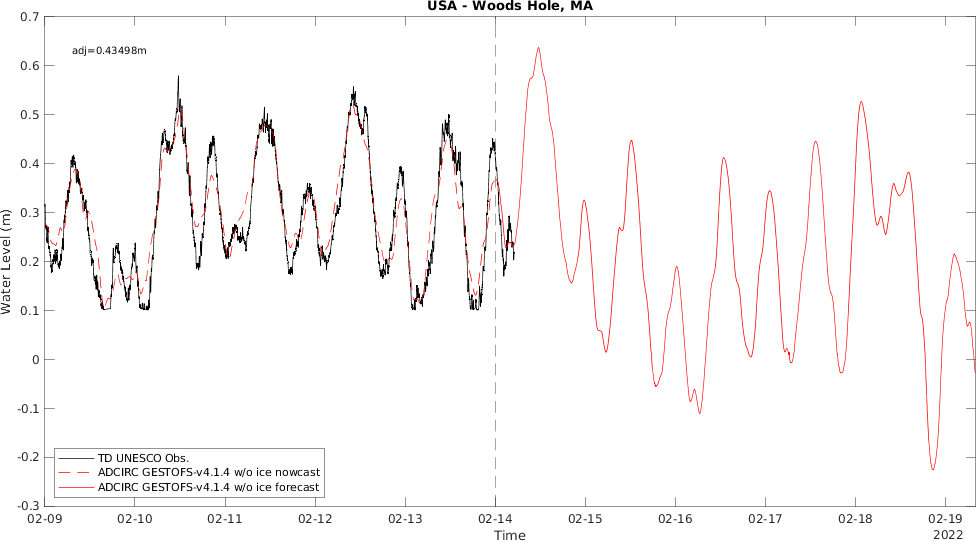 USA - Woods Hole, MA
adj=0.43498m
0.7
0.6
0.5
0.4
0.3
0.2
0.1
0
-0.1
-0.2
-0.3
Water Level (m)
TD UNESCO Obs.
ADCIRC GESTOFS-v4.1.4 w/o ice nowcast
ADCIRC GESTOFS-v4.1.4 w/o ice forecast
02-09 02-10 02-11 02-12 02-13 02-14 02-15 02-16 02-17 02-18 02-19
Time
2022